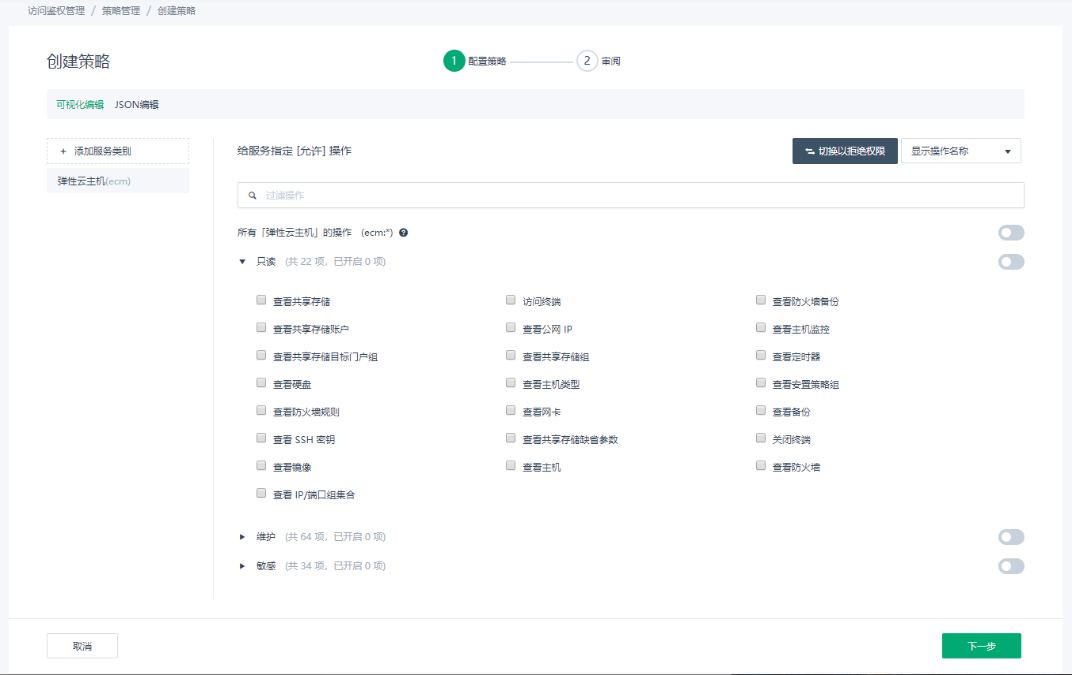 访问鉴权管理 / 策略管理 / 创建策略
创建策略
1 配置策略 2 审阅
可视化编辑 JSON编辑
+ 添加服务类别
弹性云主机(ecm)
给服务指定 [允许] 操作
切换以拒绝权限 显示操作名称
过滤操作
所有「弹性云主机」的操作 (ecm:*)
只读 (共 22 项, 已开启 0 项)
查看共享存储 访问终端 查看防火墙备份
查看共享存储账户 查看公网 IP 查看主机监控
查看共享存储目标门户组 查看共享存储组 查看定时器
查看硬盘 查看主机类型 查看安置策略组
查看防火墙规则 查看网卡 查看备份
查看 SSH 密钥 查看共享存储缺省参数 关闭终端
查看镜像 查看主机 查看防火墙
查看 IP/端口组集合
维护 (共 64 项, 已开启 0 项)
敏感 (共 34 项, 已开启 0 项)
取消 下一步